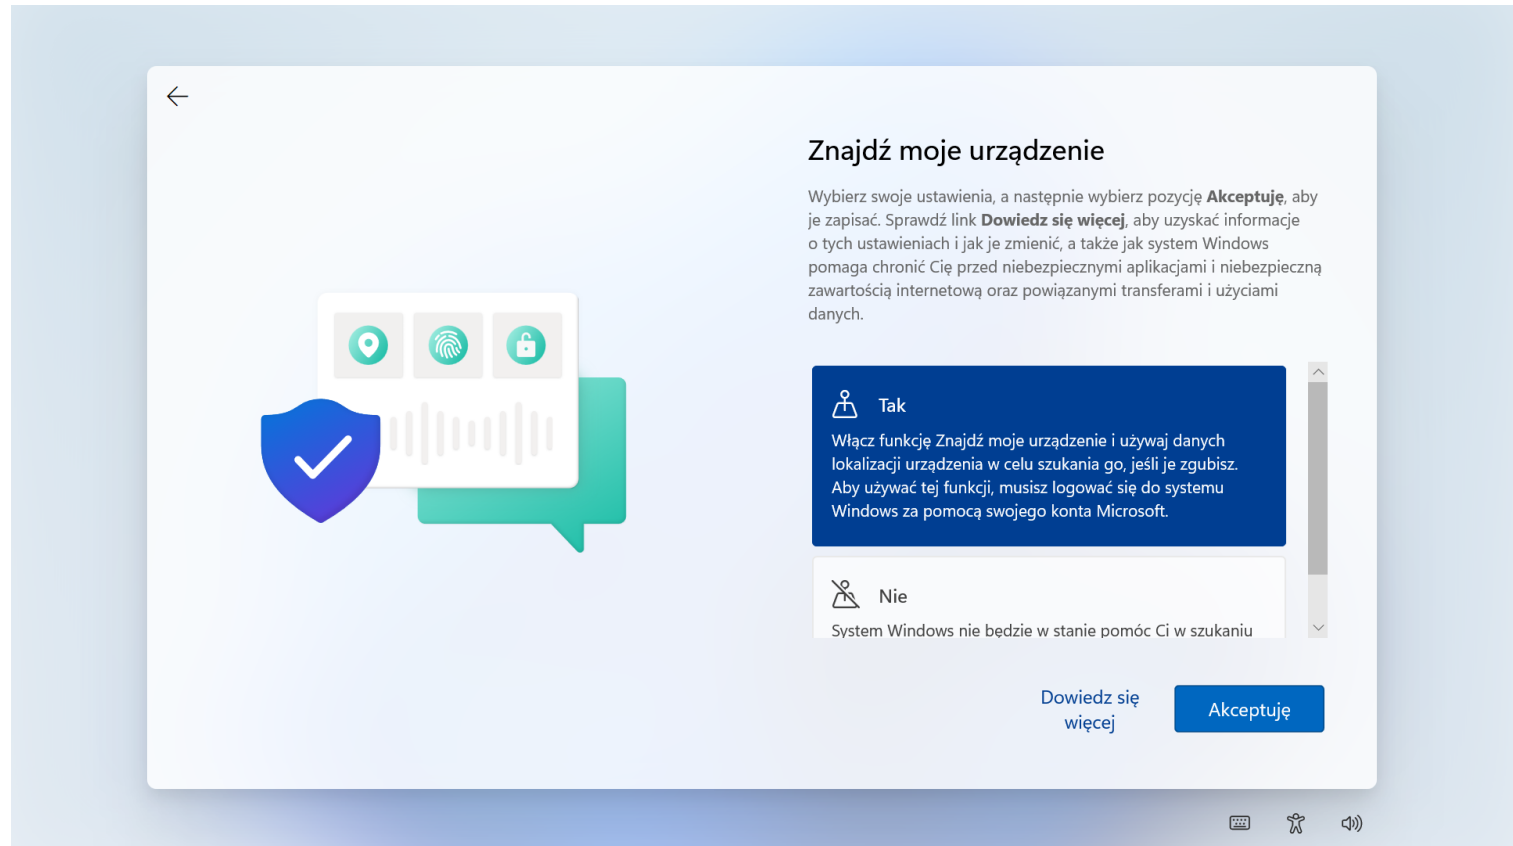 Znajdź moje urządzenie
Wybierz swoje ustawienia, a następnie wybierz pozycję Akceptuję, aby
je zapisać. Sprawdź link Dowiedz się więcej, aby uzyskać informacje
o tych ustawieniach i jak je zmienić, a także jak system Windows
pomaga chronić Cię przed niebezpiecznymi aplikacjami i niebezpieczną
zawartością internetową oraz powiązanymi transferami i użyciami
danych.
Tak
Włącz funkcję Znajdź moje urządzenie i używaj danych
lokalizacji urządzenia w celu szukania go, jeśli je zgubisz.
Aby używać tej funkcji, musisz logować się do systemu
Windows za pomocą swojego konta Microsoft.
Nie
System Windows nie będzie w stanie pomóc Ci w szukaniu
Dowiedz się
więcej
Akceptuję